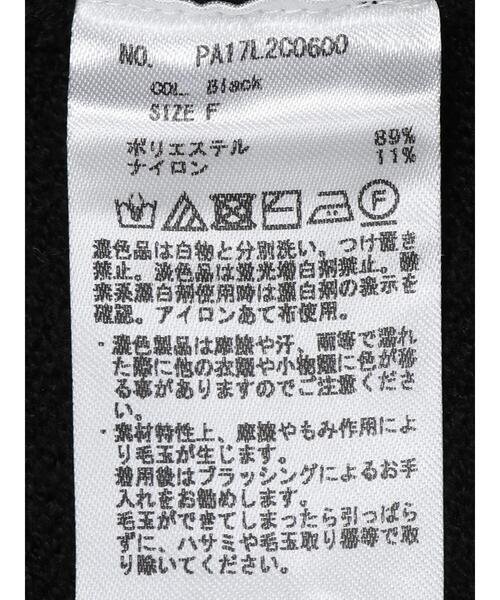 NO. PA17L2C0600
COL. Black
SIZE F
ポリエステル 89%
ナイロン 11%
濃色品は白物と分別洗い、つけ置き
禁止。淡色品は蛍光増白剤禁止。酸
素系漂白剤使用時は漂白剤の表示を
確認。アイロンあて布使用。
・濃色製品は摩擦や汗、雨等で濡れ
た際に他の衣類や小物類に色が移
る事がありますのでご注意くださ
い。
・素材特性上、摩擦やもみ作用によ
り毛玉が生じます。
着用後はブラッシングによるお手
入れをお勧めします。
毛玉ができてしまったら引っぱら
ずに、ハサミや毛玉取り器等で取
り除いてください。